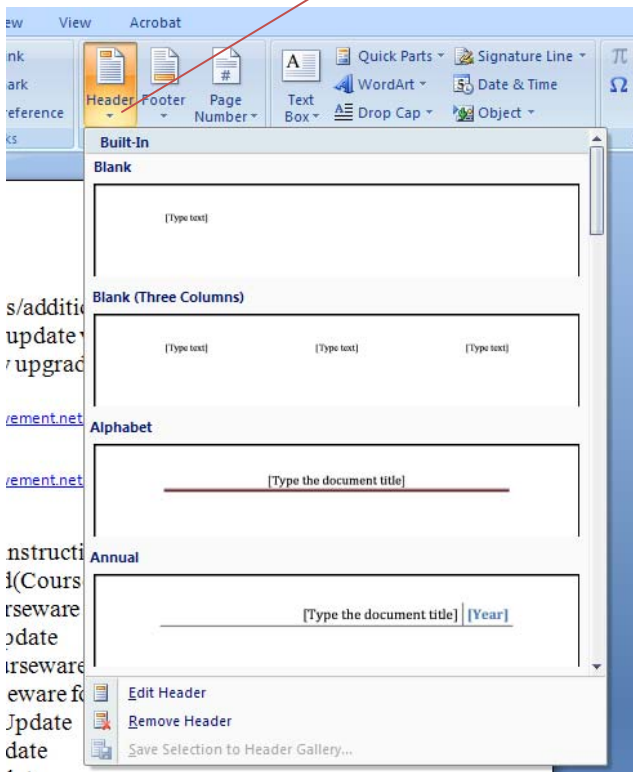 ew View Acrobat
nk
ark
eference
ks
Header Footer Page Number
#
A
Text Box
Quick Parts
WordArt
A Drop Cap
Signature Line
5 Date & Time
Object
π
Ω
Built-In
Blank
[Type text]
Blank (Three Columns)
[Type text] [Type text] [Type text]
Alphabet
[Type the document title]
Annual
[Type the document title] [Year]
Edit Header
Remove Header
Save Selection to Header Gallery...
s/additi
update
upgrad
vement.net
vement.net
nstructi
d(Cours
rseware
pdate
urseware
eware fo
Update
date